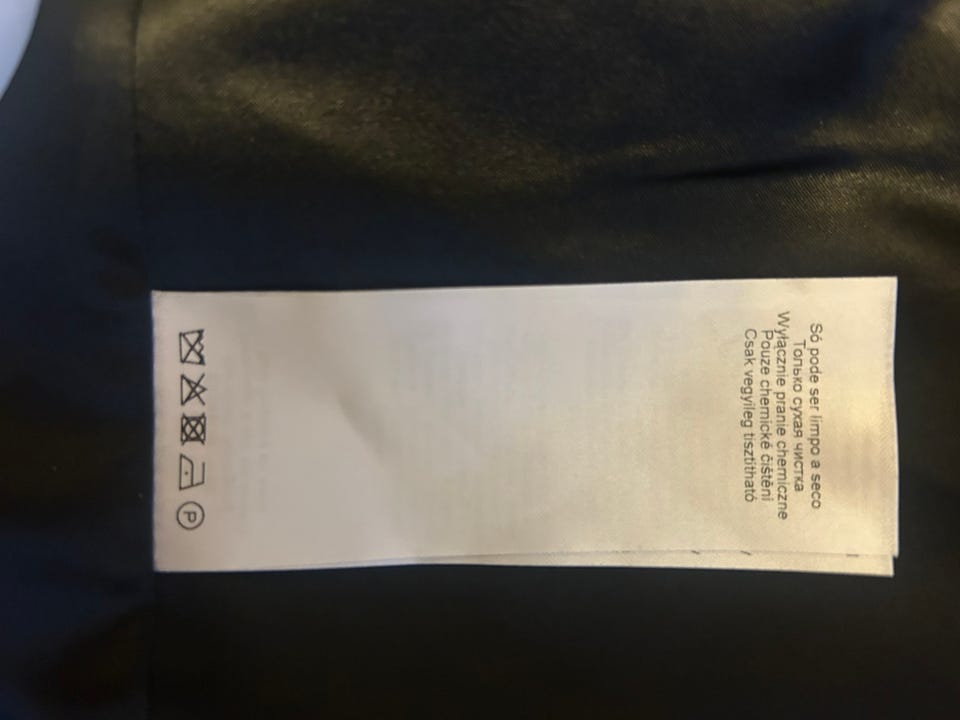 Só pode ser limpo a seco
Только сухая чистка
Wyłącznie pranie chemiczne
Pouze chemické čištění
Csak vegyileg tisztítható
P